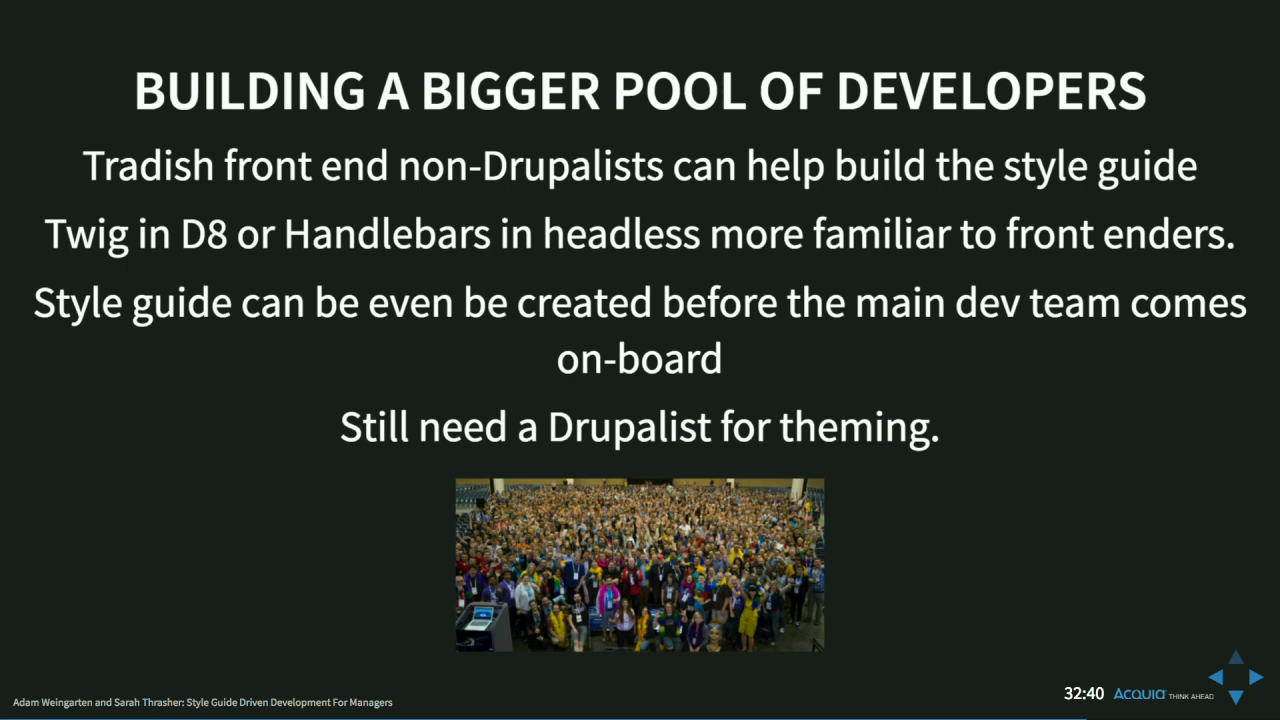 BUILDING A BIGGER POOL OF DEVELOPERS
Tradish front end non-Drupalists can help build the style guide
Twig in D8 or Handlebars in headless more familiar to front enders.
Style guide can be even be created before the main dev team comes
on-board
Still need a Drupalist for theming.
Adam Weingarten and Sarah Thrasher: Style Guide Driven Development For Managers
32:40 Acquia THINK AHEAD